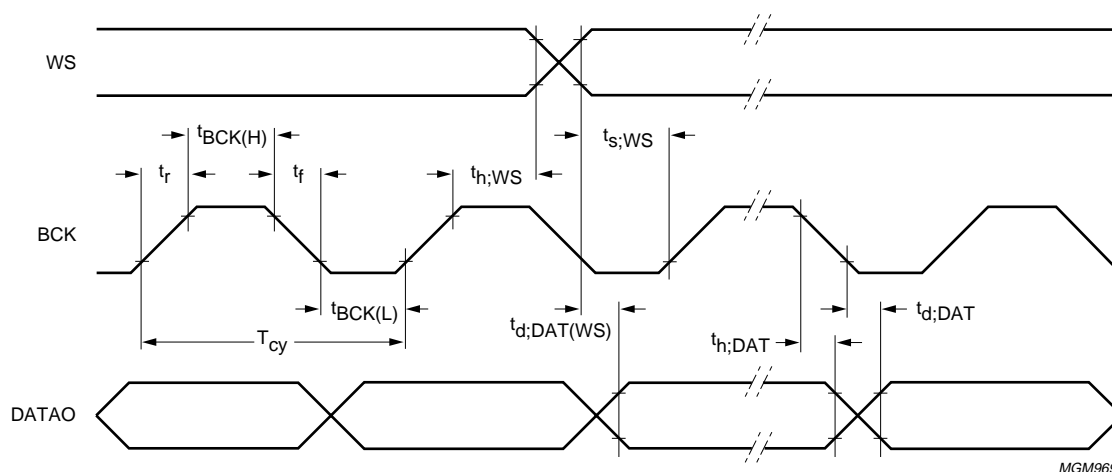 WS
tBCK(H)
ts;WS
tr
tf
th;WS
BCK
tBCK(L)
td;DAT(WS)
td;DAT
Tcy
th;DAT
DATAO